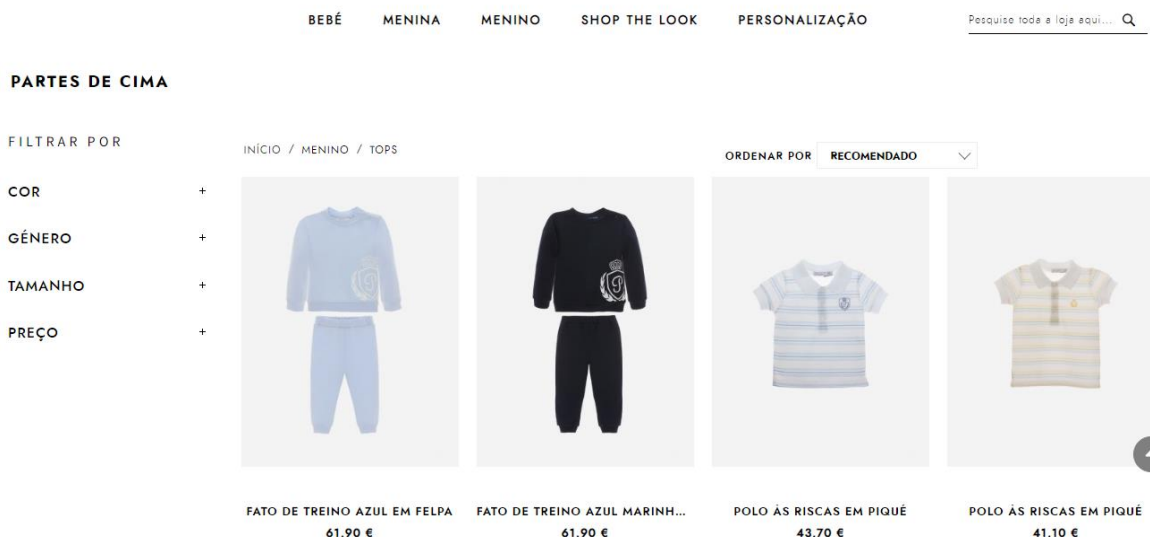 BEBÉ MENINA MENINO SHOP THE LOOK PERSONALIZAÇÃO Pesquise toda a loja aqui...
PARTES DE CIMA
FILTRAR POR
INÍCIO / MENINO / TOPS
ORDENAR POR RECOMENDADO
COR +
GÉNERO +
TAMANHO +
PREÇO +
P
FATO DE TREINO AZUL EM FELPA
61.90 €
FATO DE TREINO AZUL MARINH...
61.90 €
POLO ÀS RISCAS EM PIQUÉ
43.70 €
POLO ÀS RISCAS EM PIQUÉ
41.10 €